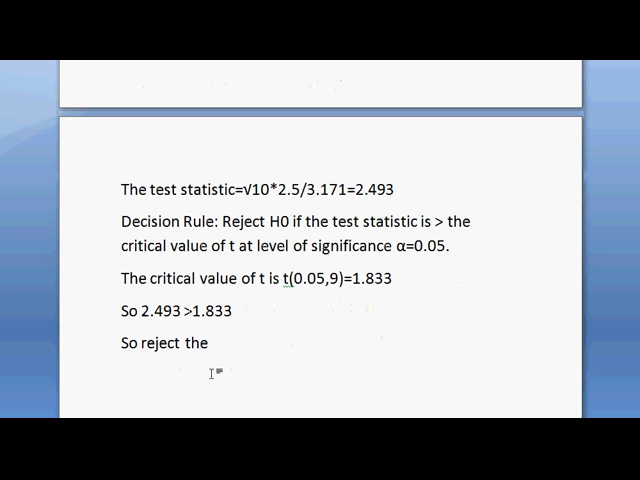 The test statistic=√10*2.5/3.171=2.493
Decision Rule: Reject H0 if the test statistic is > the
critical value of t at level of significance α=0.05.
The critical value of t is t(0.05,9)=1.833
So 2.493 >1.833
So reject the